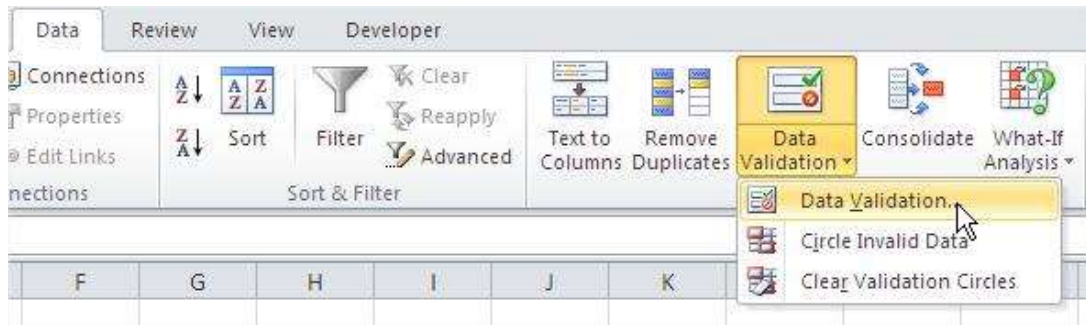 Data Review View Developer
Connections
Properties
Edit Links
nections
A Z
Z A
A Z
Z A
Sort
Filter
Clear
Reapply
Advanced
Sort & Filter
Text to
Columns
Remove
Duplicates
Data
Validation
Consolidate
What-If
Analysis
Data Validation...
Circle Invalid Data
Clear Validation Circles
F G H I J K